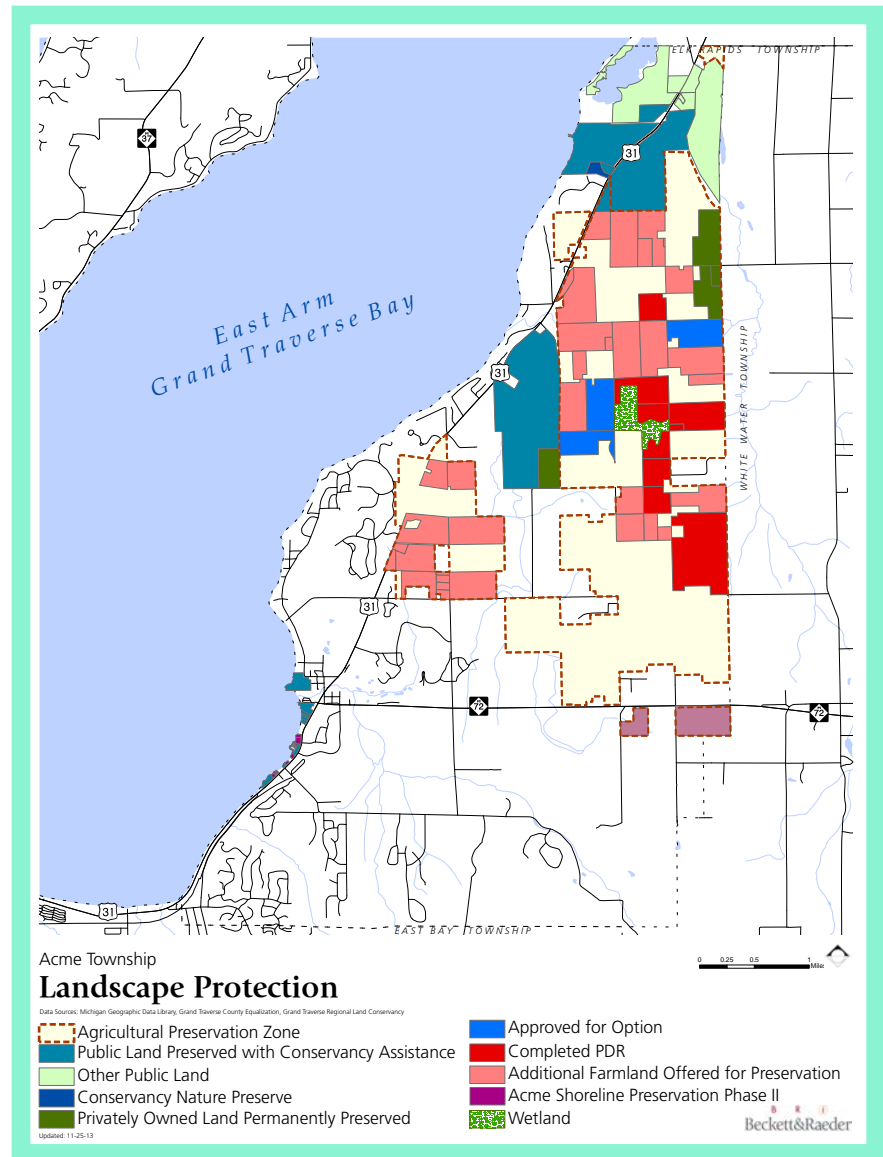 ELK RAPIDS TOWNSHIP
37
31
East Arm
Grand Traverse Bay
31
WHITE WATER TOWNSHIP
31
72
72
31
EAST BAY TOWNSHIP
Acme Township
Landscape Protection
Data Sources: Michigan Geographic Data Library, Grand Traverse County Equalization, Grand Traverse Regional Land Conservancy
0 0.25 0.5 1
Miles
Agricultural Preservation Zone
Public Land Preserved with Conservancy Assistance
Other Public Land
Conservancy Nature Preserve
Privately Owned Land Permanently Preserved
Approved for Option
Completed PDR
Additional Farmland Offered for Preservation
Acme Shoreline Preservation Phase II
Wetland
Updated: 11-25-13
B R i
Beckett&Raeder